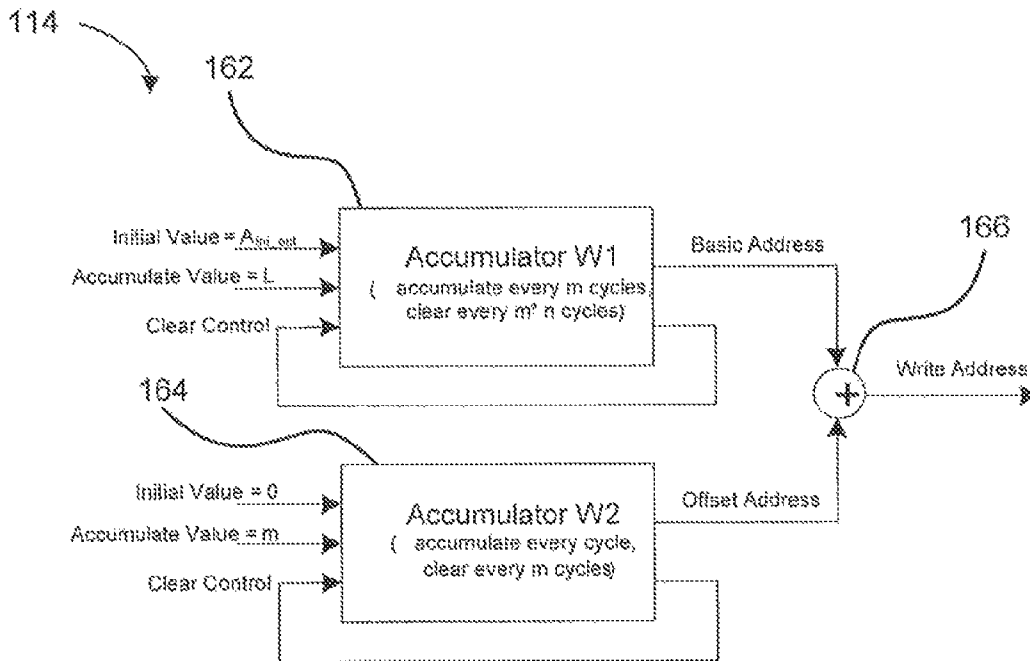 114
162
Initial Value = A
Accumulate Value = L
Clear Control
Accumulator W1
( accumulate every m cycles,
clear every m* n cycles)
Basic Address
166
+
Write Address
164
Initial Value = 0
Accumulate Value = m
Clear Control
Accumulator W2
( accumulate every cycle,
clear every m cycles)
Offset Address